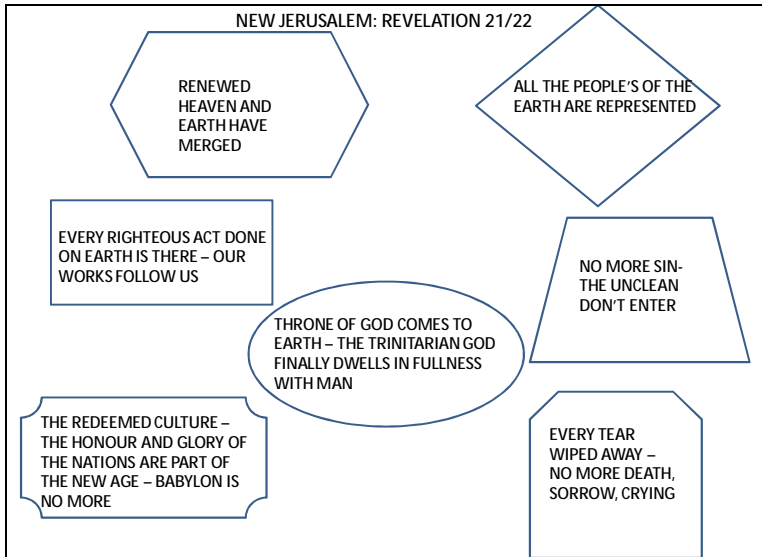 NEW JERUSALEM: REVELATION 21/22
RENEWED
HEAVEN AND
EARTH HAVE
MERGED
ALL THE PEOPLE'S OF THE
EARTH ARE REPRESENTED
EVERY RIGHTEOUS ACT DONE
ON EARTH IS THERE – OUR
WORKS FOLLOW US
NO MORE SIN-
THE UNCLEAN
DON'T ENTER
THRONE OF GOD COMES TO
EARTH – THE TRINITARIAN GOD
FINALLY DWELLS IN FULLNESS
WITH MAN
THE REDEEMED CULTURE –
THE HONOUR AND GLORY OF
THE NATIONS ARE PART OF
THE NEW AGE – BABYLON IS
NO MORE
EVERY TEAR
WIPED AWAY –
NO MORE DEATH,
SORROW, CRYING